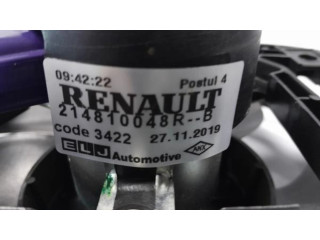 09:42:22 Postul 4
RENAULT
214810048R--B
code 3422 27.11.2019
ELJ Automotive